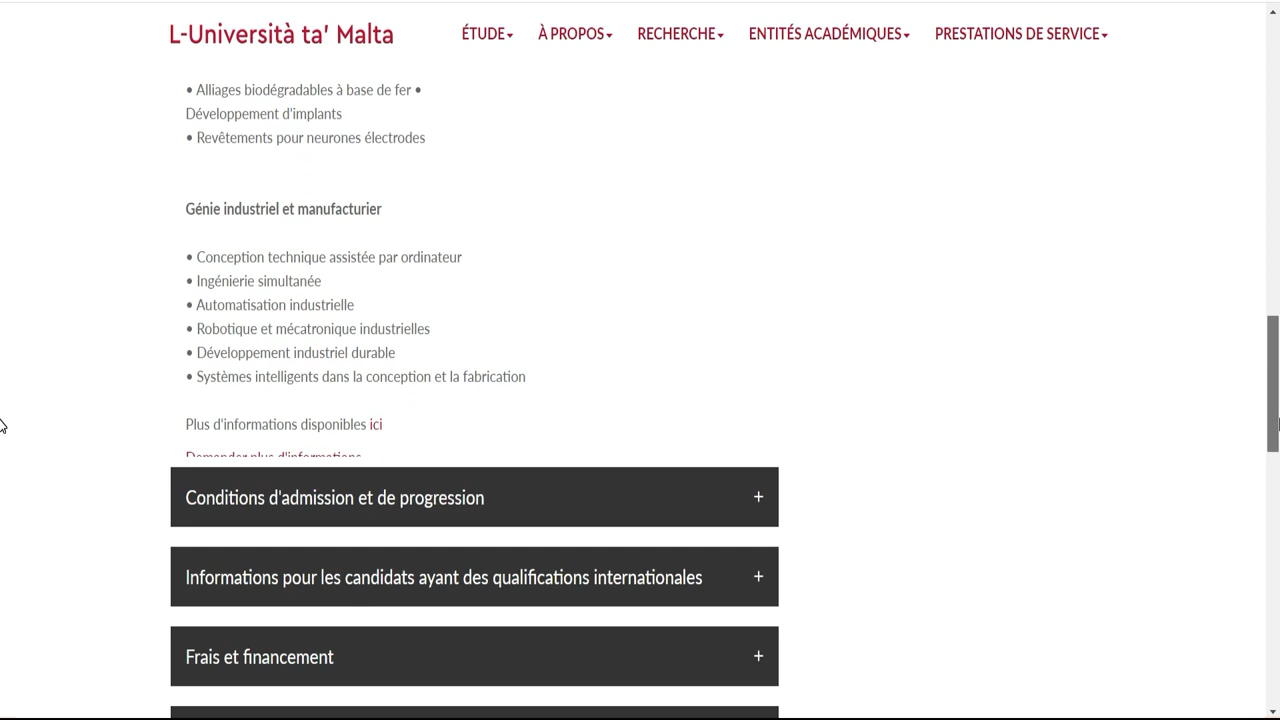 L-Università ta' Malta
ÉTUDE
À PROPOS
RECHERCHE
ENTITÉS ACADÉMIQUES
PRESTATIONS DE SERVICE
• Alliages biodégradables à base de fer •
Développement d'implants
• Revêtements pour neurones électrodes
Génie industriel et manufacturier
• Conception technique assistée par ordinateur
• Ingénierie simultanée
• Automatisation industrielle
• Robotique et mécatronique industrielles
• Développement industriel durable
• Systèmes intelligents dans la conception et la fabrication
Plus d'informations disponibles ici
Demander plus d'informations
Conditions d'admission et de progression +
Informations pour les candidats ayant des qualifications internationales +
Frais et financement +